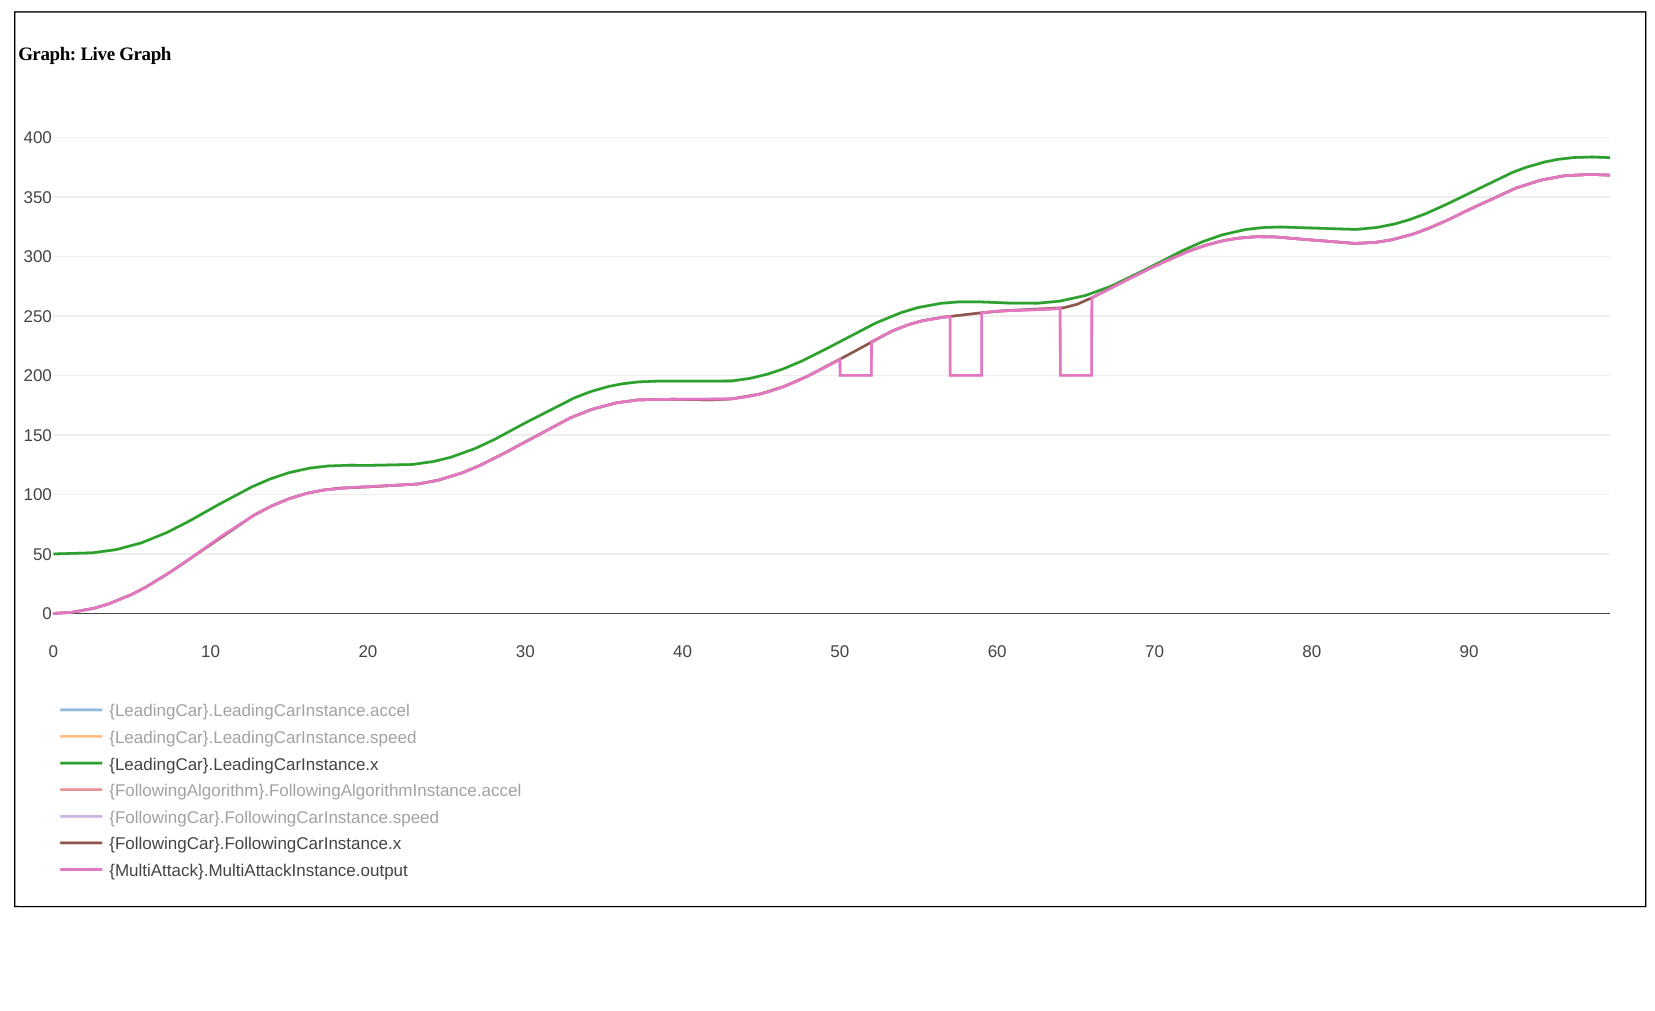 Graph: Live Graph
400
350
300
250
200
150
100
50
0
0 10 20 30 40 50 60 70 80 90
{LeadingCar}.LeadingCarInstance.accel
{LeadingCar}.LeadingCarInstance.speed
{LeadingCar}.LeadingCarInstance.x
{FollowingAlgorithm}.FollowingAlgorithmInstance.accel
{FollowingCar}.FollowingCarInstance.speed
{FollowingCar}.FollowingCarInstance.x
{MultiAttack}.MultiAttackInstance.output